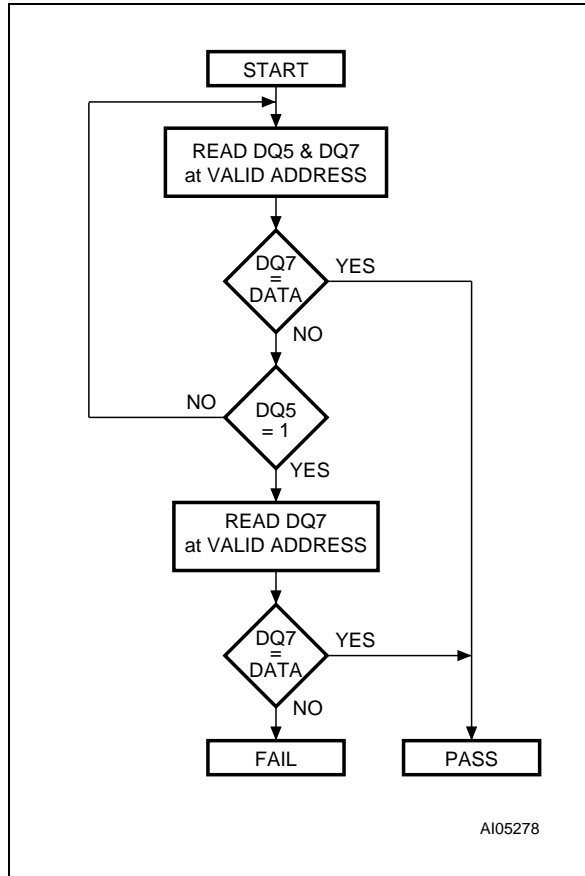 START
READ DQ5 & DQ7
at VALID ADDRESS
DQ7
=
DATA
YES
NO
DQ5
= 1
NO
YES
READ DQ7
at VALID ADDRESS
DQ7
=
DATA
YES
NO
FAIL
PASS
AI05278